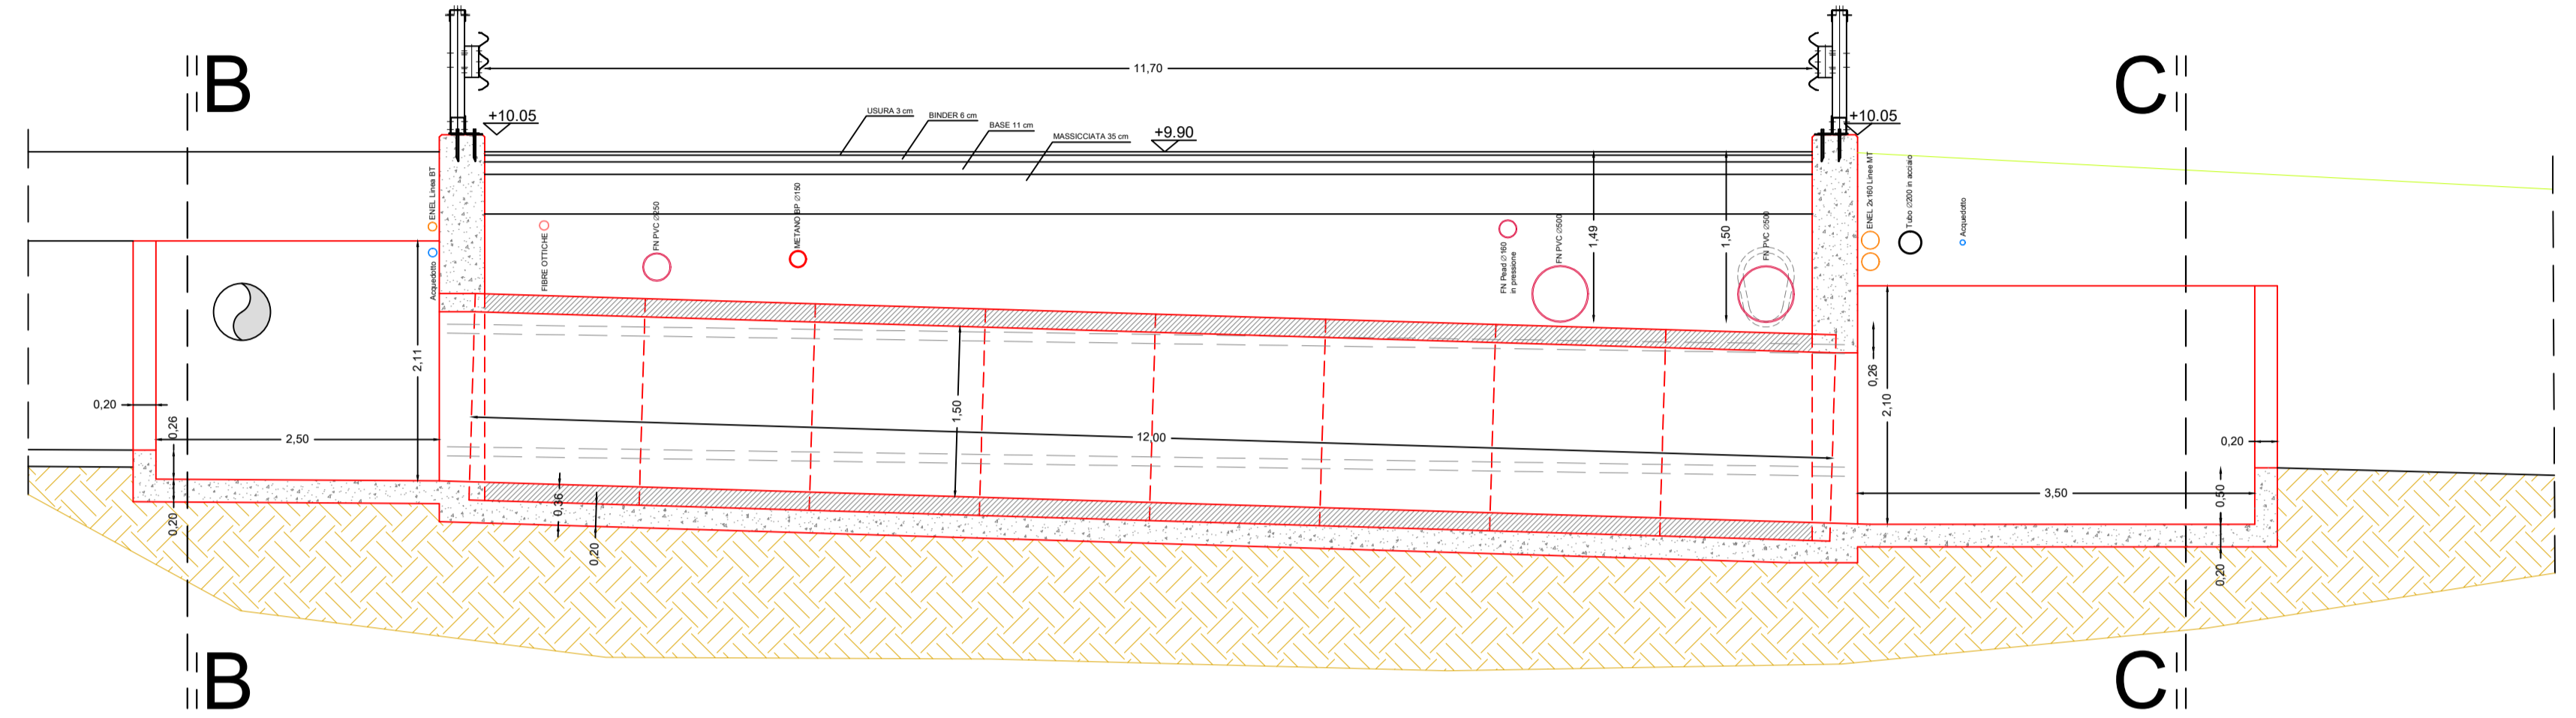 B
C
11,70
+10.05
+10.05
USURA 3 cm
BINDER 6 cm
BASE 11 cm
MASSICCIATA 35 cm
+9.90
ENEL Linea BT
Acquedotto
FIBRE OTTICHE
FN PVC ∅250
METANO BP ∅150
FN Pead ∅160
in pressione
FN PVC ∅500
1,49
1,50
FN PVC ∅500
ENEL 2x160 Linee MT
Tubo ∅200 in acciaio
Acquedotto
2,11
0,20
0,26
2,50
0,20
1,50
12,00
0,36
0,20
0,26
2,10
0,20
3,50
0,50
0,20
B
C